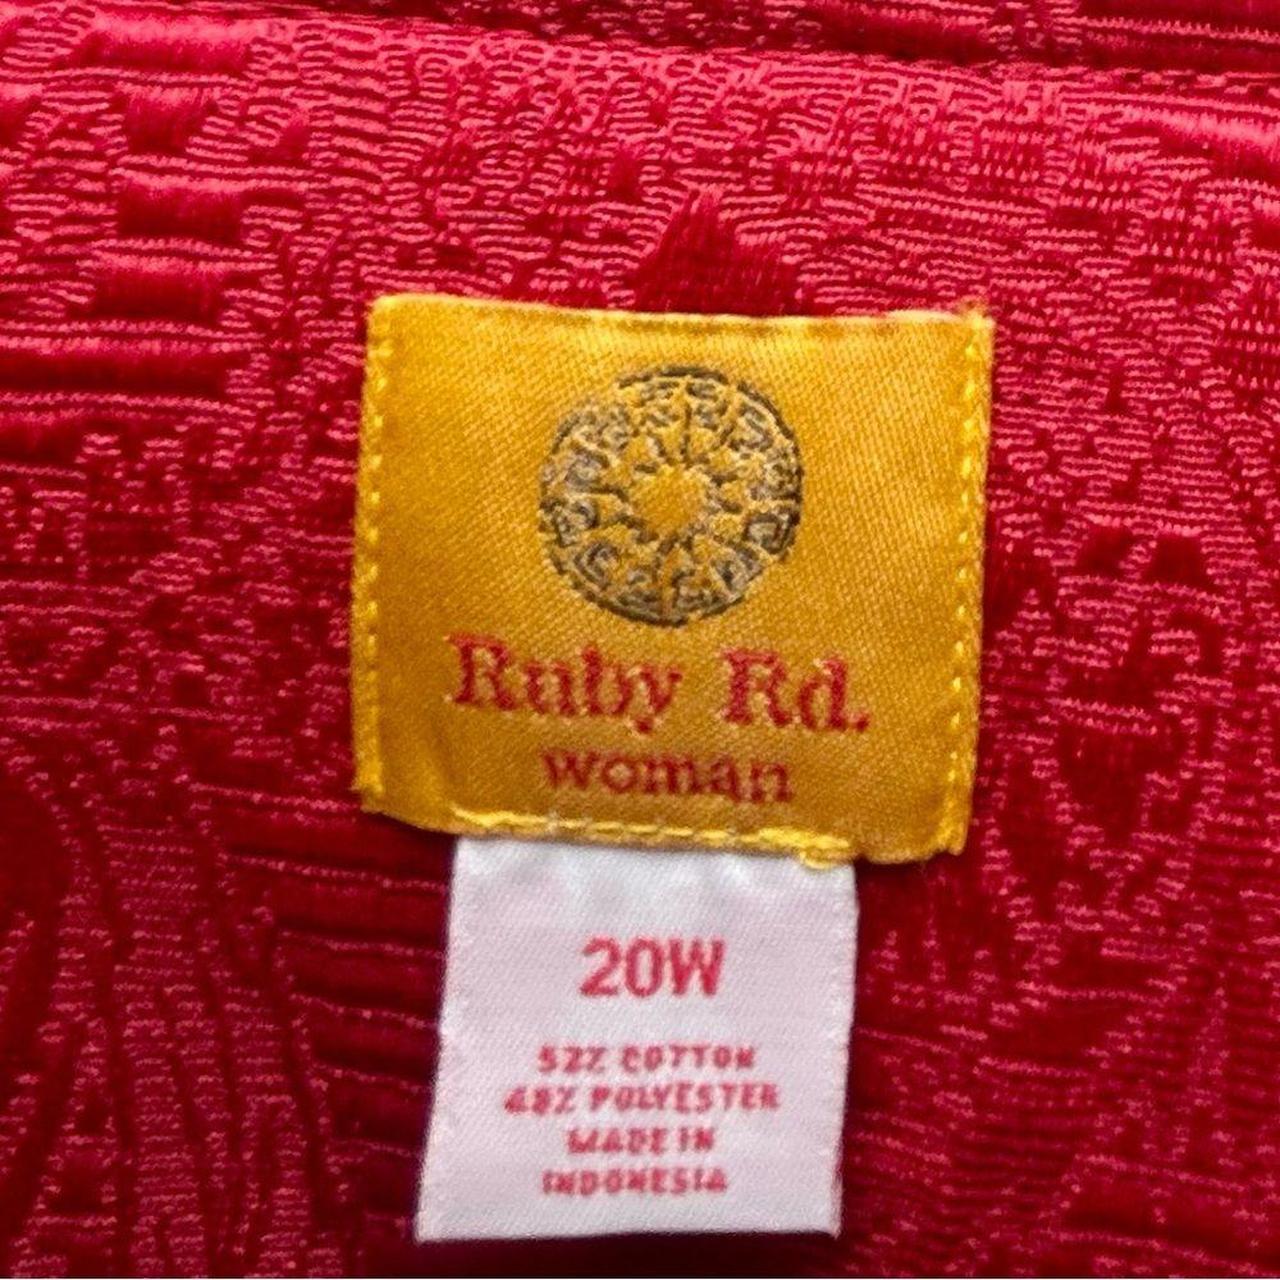 Ruby Rd.
woman
20W
52% COTTON
48% POLYESTER
MADE IN
INDONESIA